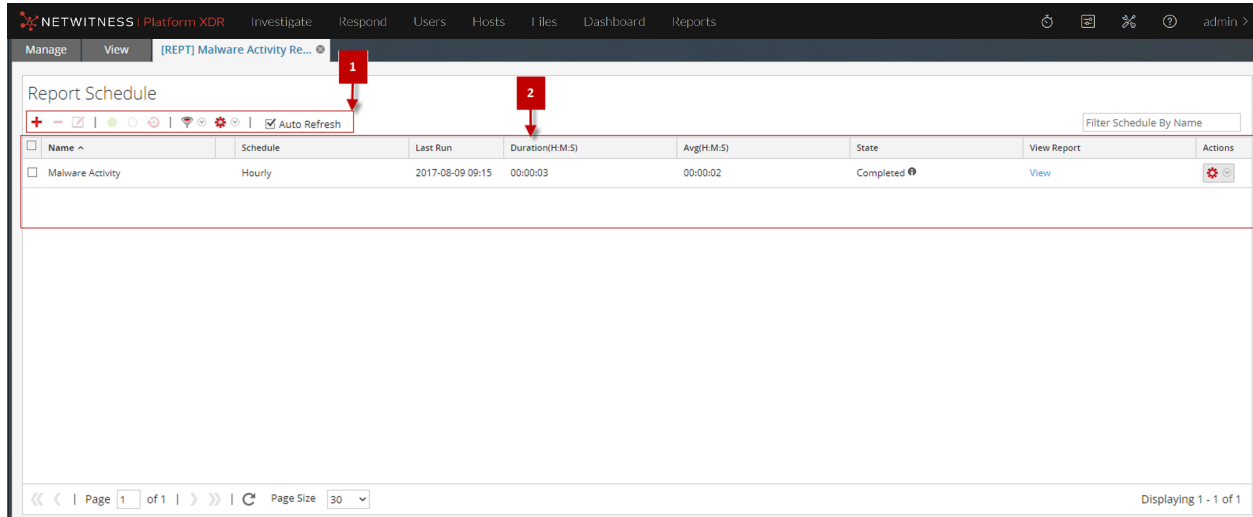 NETWITNESS | Platform XDR Investigate Respond Users Hosts Files Dashboard Reports admin >
Manage View [REPT] Malware Activity Re...
1
Report Schedule
2
Auto Refresh
Filter Schedule By Name
Name Schedule Last Run Duration(H:M:S) Avg(H:M:S) State View Report Actions
Malware Activity Hourly 2017-08-09 09:15 00:00:03 00:00:02 Completed View
Page 1 of 1 Page Size 30 Displaying 1 - 1 of 1